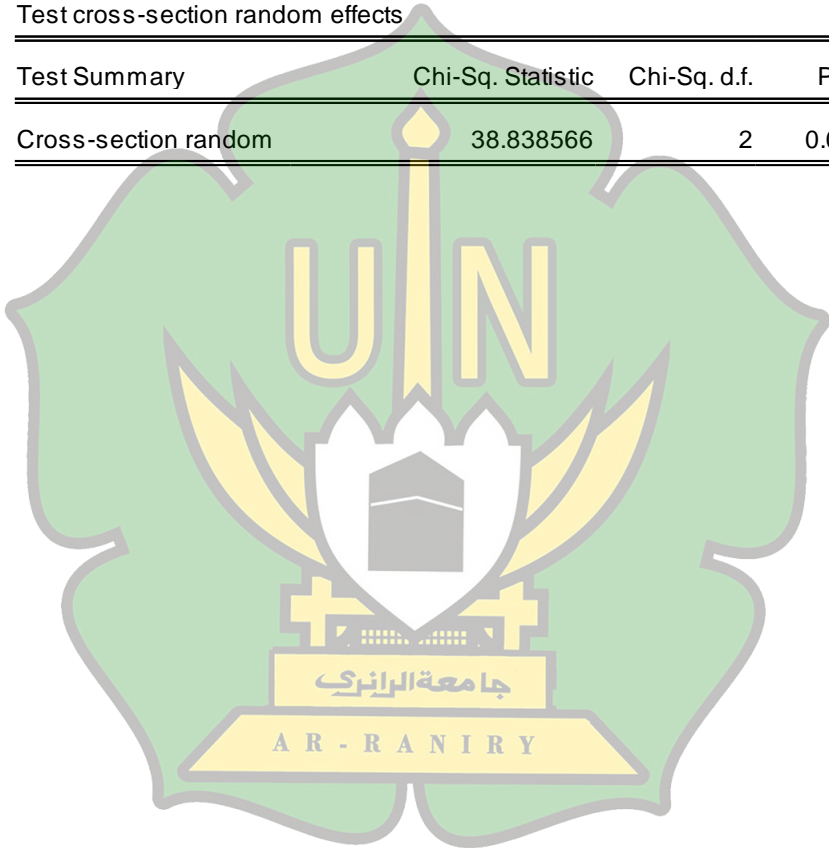 Test cross-section random effects
Test Summary Chi-Sq. Statistic Chi-Sq. d.f.
Cross-section random 38.838566 2
UIN
جامعةالرانري
AR-RANIRY